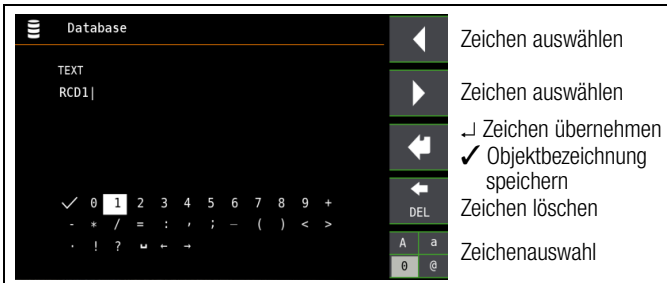 Database
TEXT
RCD1|
✓ 0 1 2 3 4 5 6 7 8 9 +
- * / = : , ; _ ( ) < >
. ! ? ␣ ← →
DEL
A a
0 @
Zeichen auswählen
Zeichen auswählen
↵ Zeichen übernehmen
✓ Objektbezeichnung
speichern
Zeichen löschen
Zeichenauswahl